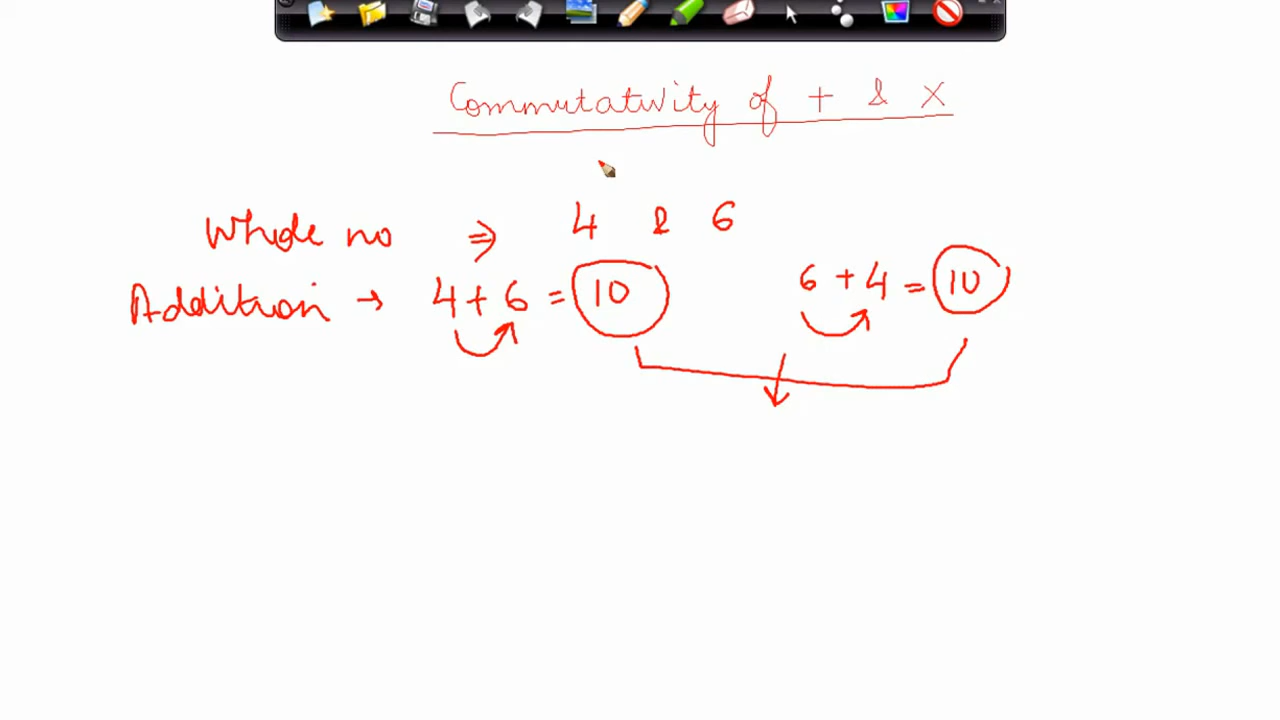 Commutativity of + & X
Whole no ⇒ 4 & 6
Addition → 4 + 6 = 10 6 + 4 = 10